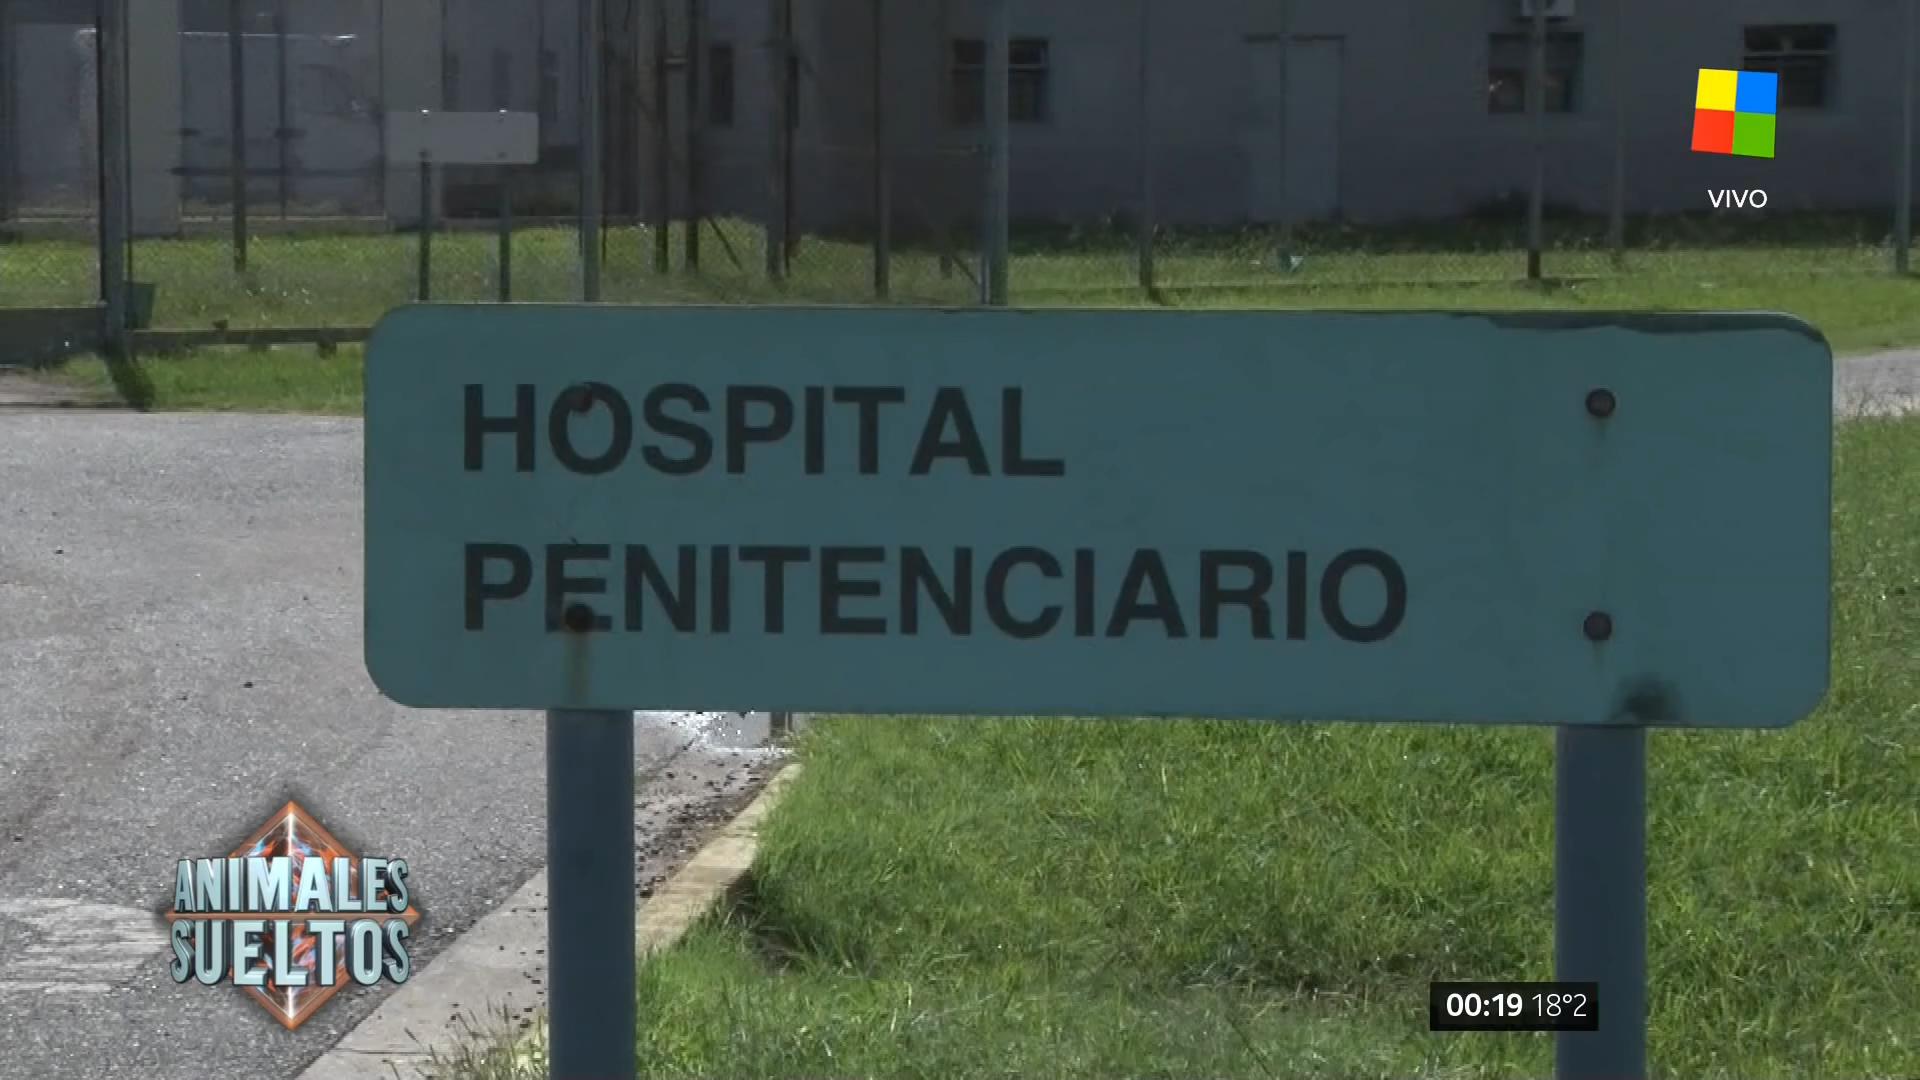 VIVO
HOSPITAL
PENITENCIARIO
ANIMALES
SUELTOS
00:19 18°2